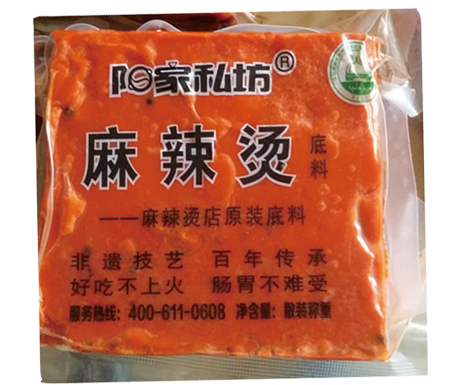 阳家私坊®
麻辣烫底料
——麻辣烫店原装底料
非遗技艺 百年传承
好吃不上火 肠胃不难受
服务热线：400-611-0608 净含量：散装称重